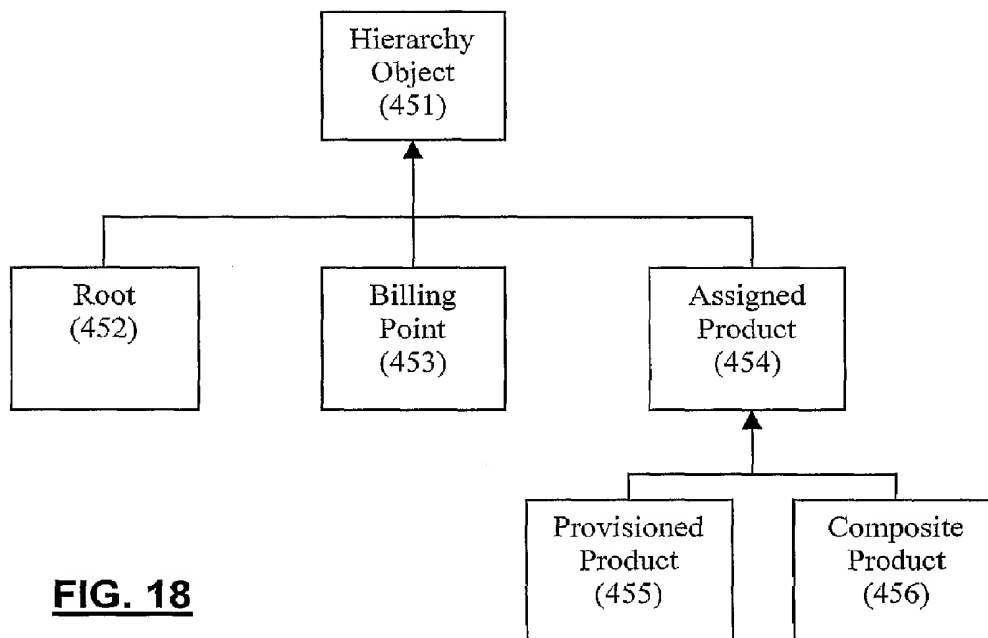 Hierarchy
Object
(451)
Root
(452)
Billing
Point
(453)
Assigned
Product
(454)
Provisioned
Product
(455)
Composite
Product
(456)
FIG. 18